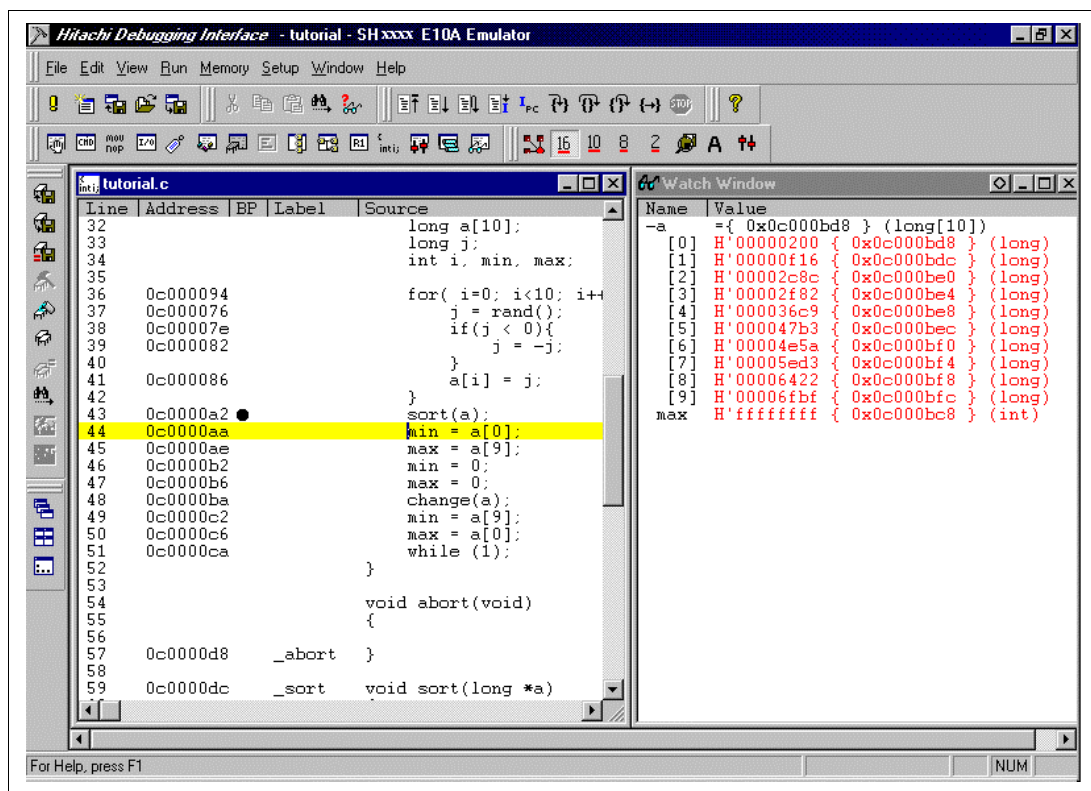 Hitachi Debugging Interface - tutorial - SHxxxx E10A Emulator
File Edit View Run Memory Setup Window Help
16 10 8 2 A
tutorial.c
Line Address BP Label Source
32 long a[10];
33 long j;
34 int i, min, max;
35
36 0c000094 for( i=0; i<10; i++
37 0c000076 j = rand();
38 0c00007e if(j < 0){
39 0c000082 j = -j;
40 }
41 0c000086 a[i] = j;
42 }
43 0c0000a2 ● sort(a);
44 0c0000aa min = a[0];
45 0c0000ae max = a[9];
46 0c0000b2 min = 0;
47 0c0000b6 max = 0;
48 0c0000ba change(a);
49 0c0000c2 min = a[9];
50 0c0000c6 max = a[0];
51 0c0000ca while (1);
52 }
53
54 void abort(void)
55 {
56
57 0c0000d8 _abort }
58
59 0c0000dc _sort void sort(long *a)
Watch Window
Name Value
-a ={ 0x0c000bd8 } (long[10])
[0] H'00000200 { 0x0c000bd8 } (long)
[1] H'00000f16 { 0x0c000bdc } (long)
[2] H'00002c8c { 0x0c000be0 } (long)
[3] H'00002f82 { 0x0c000be4 } (long)
[4] H'000036c9 { 0x0c000be8 } (long)
[5] H'000047b3 { 0x0c000bec } (long)
[6] H'00004e5a { 0x0c000bf0 } (long)
[7] H'00005ed3 { 0x0c000bf4 } (long)
[8] H'00006422 { 0x0c000bf8 } (long)
[9] H'00006fbf { 0x0c000bfc } (long)
max H'ffffffff { 0x0c000bc8 } (int)
For Help, press F1
NUM